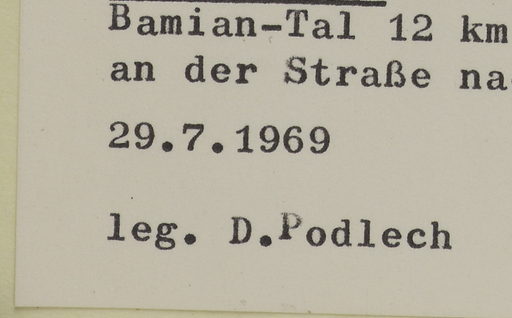 Bamian-Tal 12 km
an der Straße na
29.7.1969
leg. D.Podlech